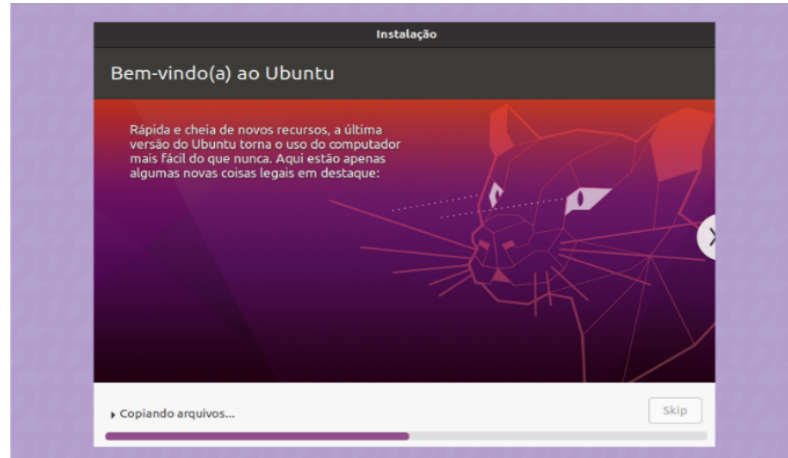 Instalação
Bem-vindo(a) ao Ubuntu
Rápida e cheia de novos recursos, a última
versão do Ubuntu torna o uso do computador
mais fácil do que nunca. Aqui estão apenas
algumas novas coisas legais em destaque:
Copiando arquivos...
Skip